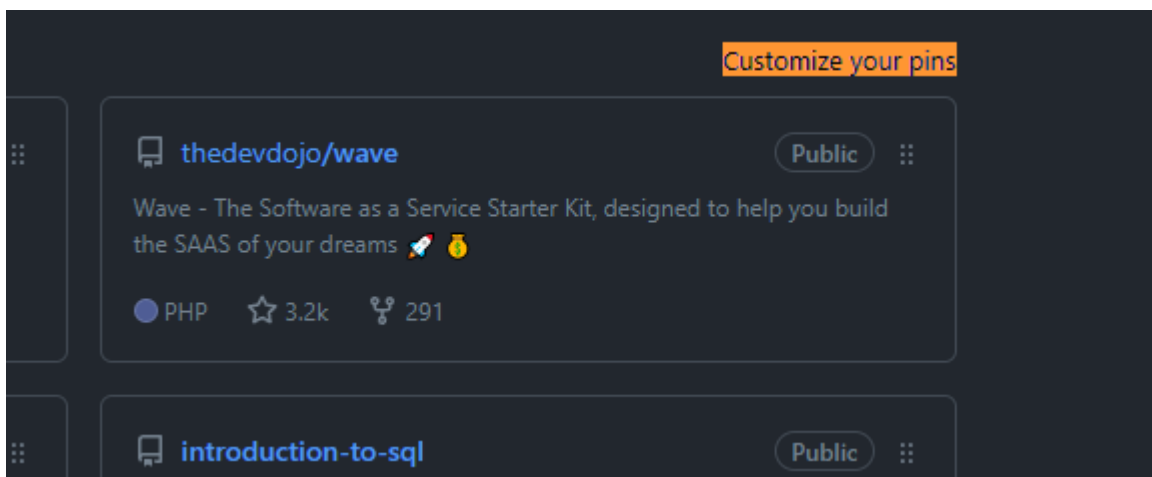 Customize your pins
thedevdojo/wave
Public
Wave - The Software as a Service Starter Kit, designed to help you build
the SAAS of your dreams 🚀 💰
PHP 3.2k 291
introduction-to-sql
Public